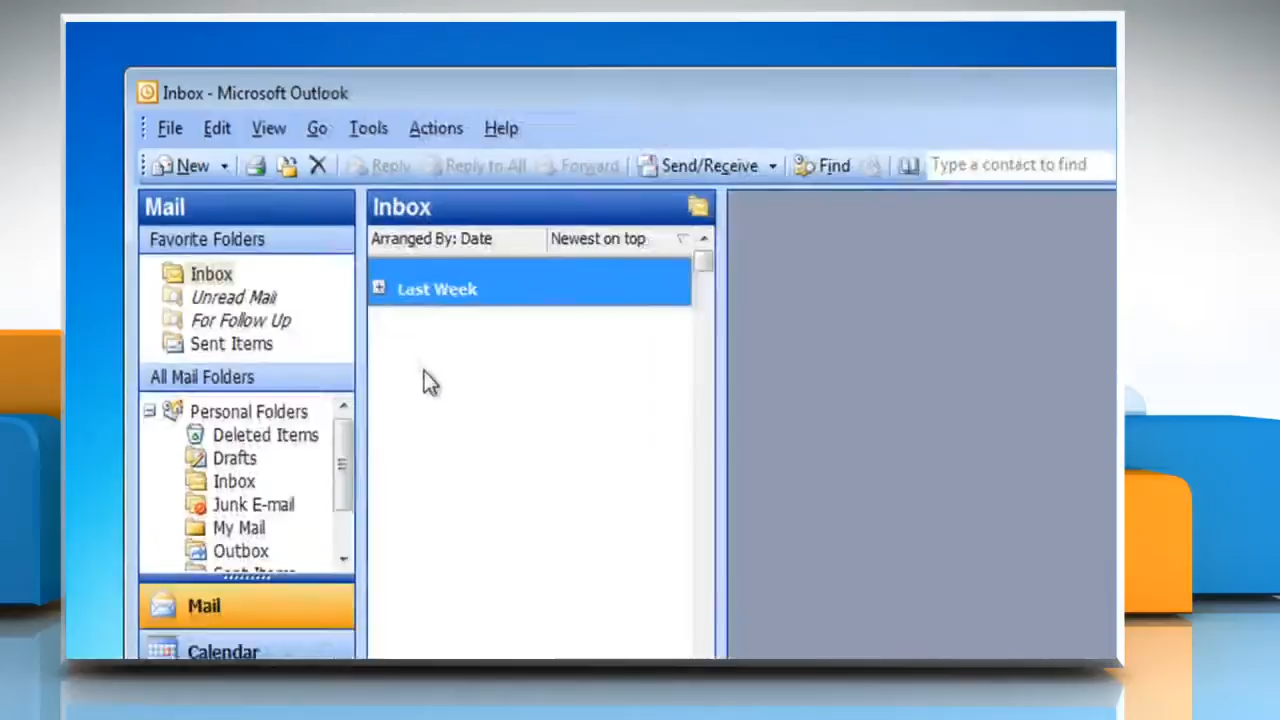 Inbox - Microsoft Outlook
File Edit View Go Tools Actions Help
New Reply Reply to All Forward Send/Receive Find Type a contact to find
Mail
Favorite Folders
Inbox
Unread Mail
For Follow Up
Sent Items
All Mail Folders
Personal Folders
Deleted Items
Drafts
Inbox
Junk E-mail
My Mail
Outbox
Sent Items
Mail
Calendar
Inbox
Arranged By: Date Newest on top
Last Week